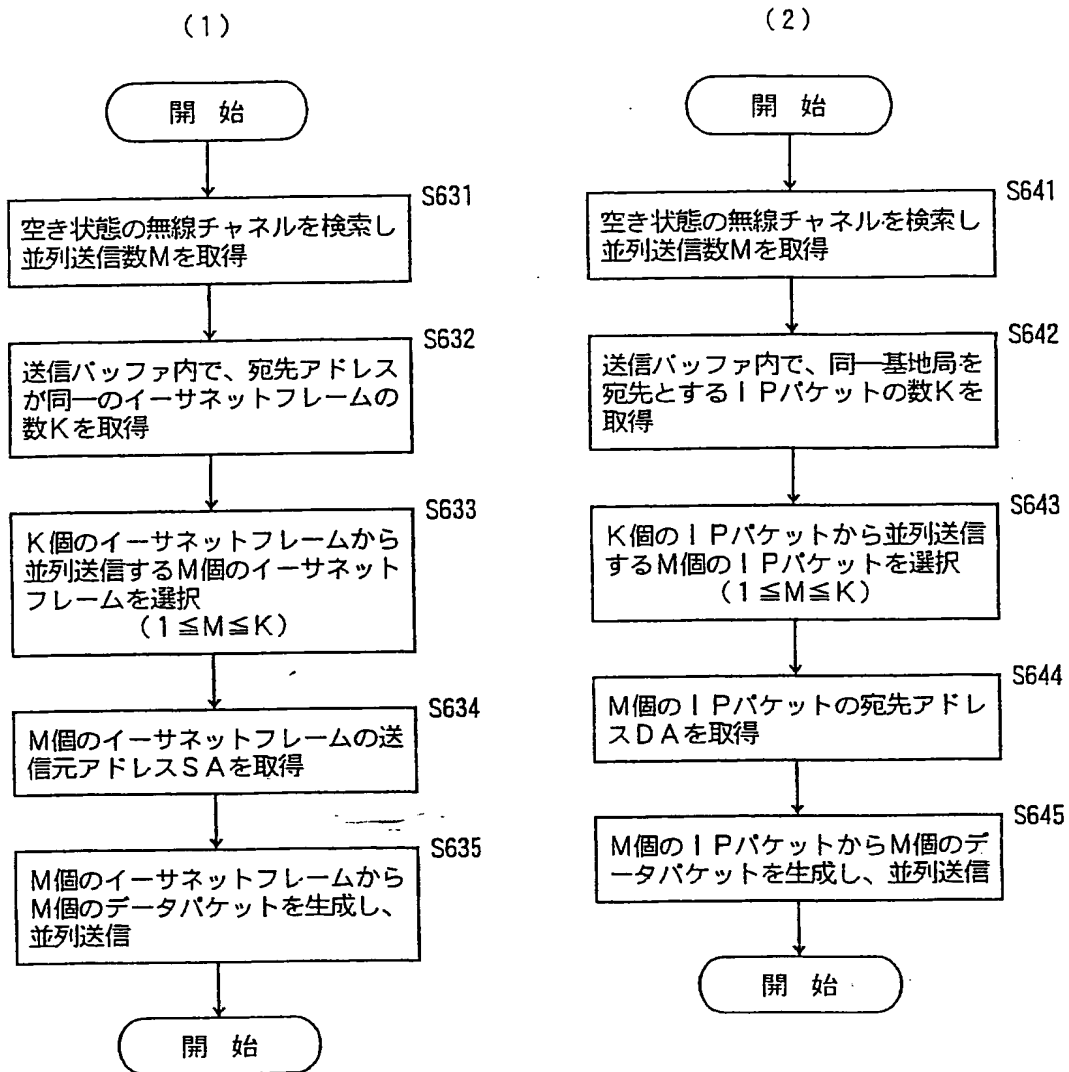 (1)
開 始
S631
空き状態の無線チャネルを検索し
並列送信数Mを取得
S632
送信バッファ内で、宛先アドレス
が同一のイーサネットフレームの
数Kを取得
S633
K個のイーサネットフレームから
並列送信するM個のイーサネット
フレームを選択
(1≦M≦K)
S634
M個のイーサネットフレームの送
信元アドレスSAを取得
S635
M個のイーサネットフレームから
M個のデータパケットを生成し、
並列送信
開 始
(2)
開 始
S641
空き状態の無線チャネルを検索し
並列送信数Mを取得
S642
送信バッファ内で、同一基地局を
宛先とするIPパケットの数Kを
取得
S643
K個のIPパケットから並列送信
するM個のIPパケットを選択
(1≦M≦K)
S644
M個のIPパケットの宛先アドレ
スDAを取得
S645
M個のIPパケットからM個のデ
ータパケットを生成し、並列送信
開 始